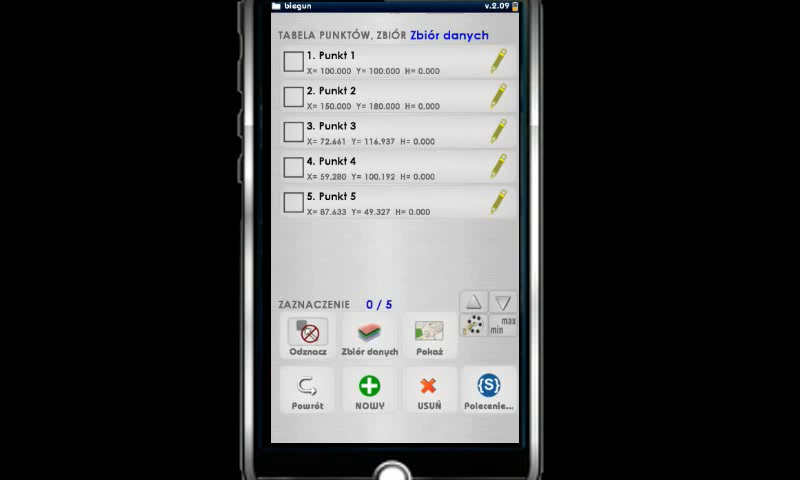 biegun v.2.09
TABELA PUNKTÓW, ZBIÓR Zbiór danych
1. Punkt 1
X= 100.000 Y= 100.000 H= 0.000
2. Punkt 2
X= 150.000 Y= 180.000 H= 0.000
3. Punkt 3
X= 72.661 Y= 116.937 H= 0.000
4. Punkt 4
X= 59.280 Y= 100.192 H= 0.000
5. Punkt 5
X= 87.633 Y= 49.327 H= 0.000
ZAZNACZENIE 0 / 5
max
min
Odznacz Zbiór danych Pokaż
{S}
Powrót NOWY USUŃ Polecenie...